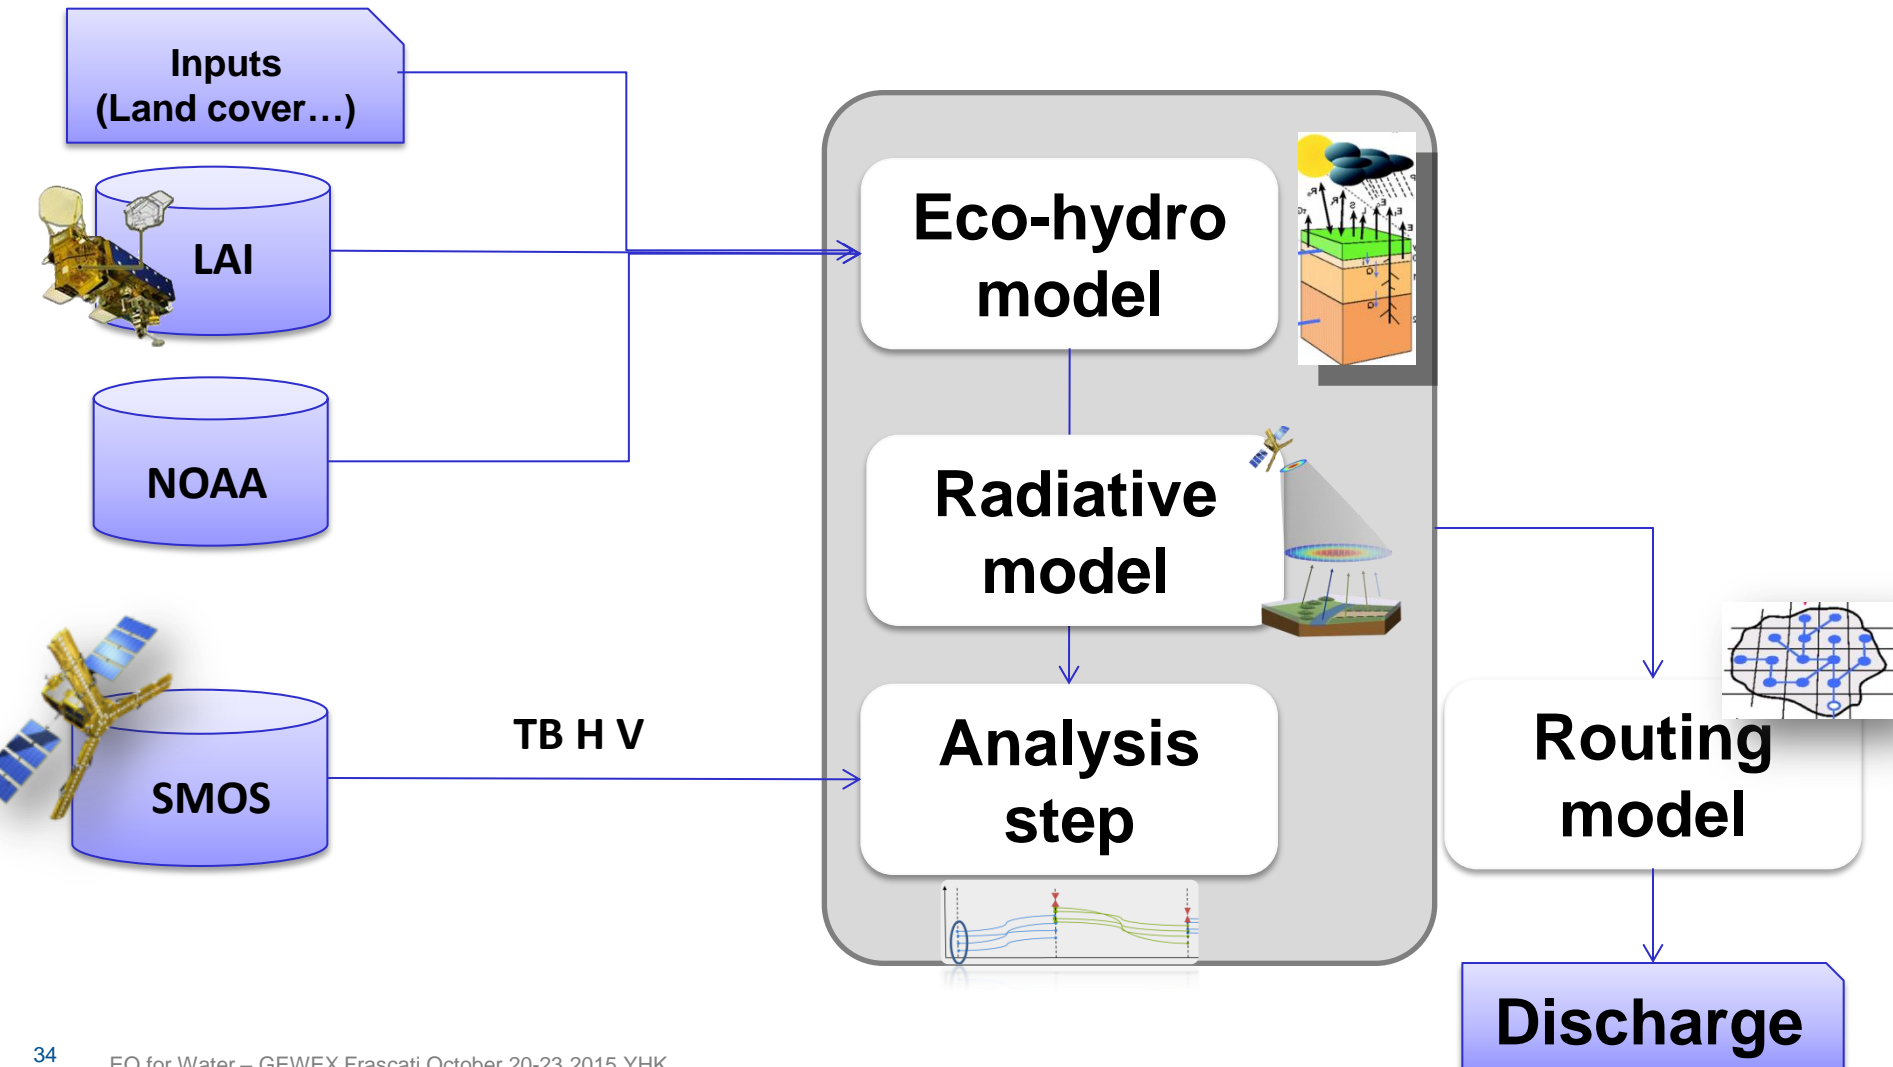 Inputs
(Land cover…)
LAI
NOAA
SMOS
TB H V
Eco-hydro
model
Radiative
model
Analysis
step
Routing
model
Discharge
34
EO for Water – GEWEX Frascati October 20-23 2015 YHK